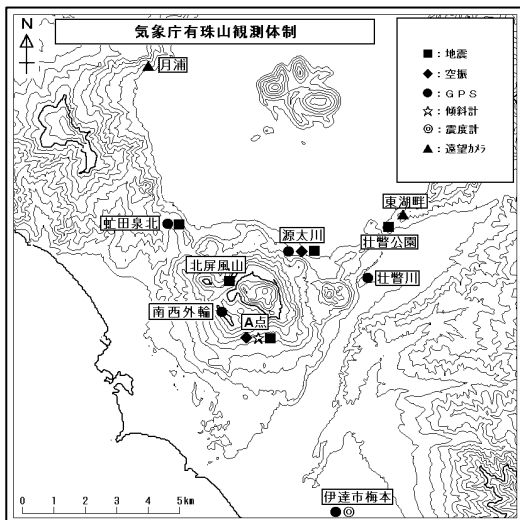 気象庁有珠山観測体制
N
■：地震
◆：空振
●：ＧＰＳ
☆：傾斜計
◎：震度計
▲：遠望カメラ
月浦
東湖畔
虻田泉北
源太川
壮瞥公園
北屏風山
壮瞥川
南西外輪
A点
伊達市梅本
0 1 2 3 4 5km